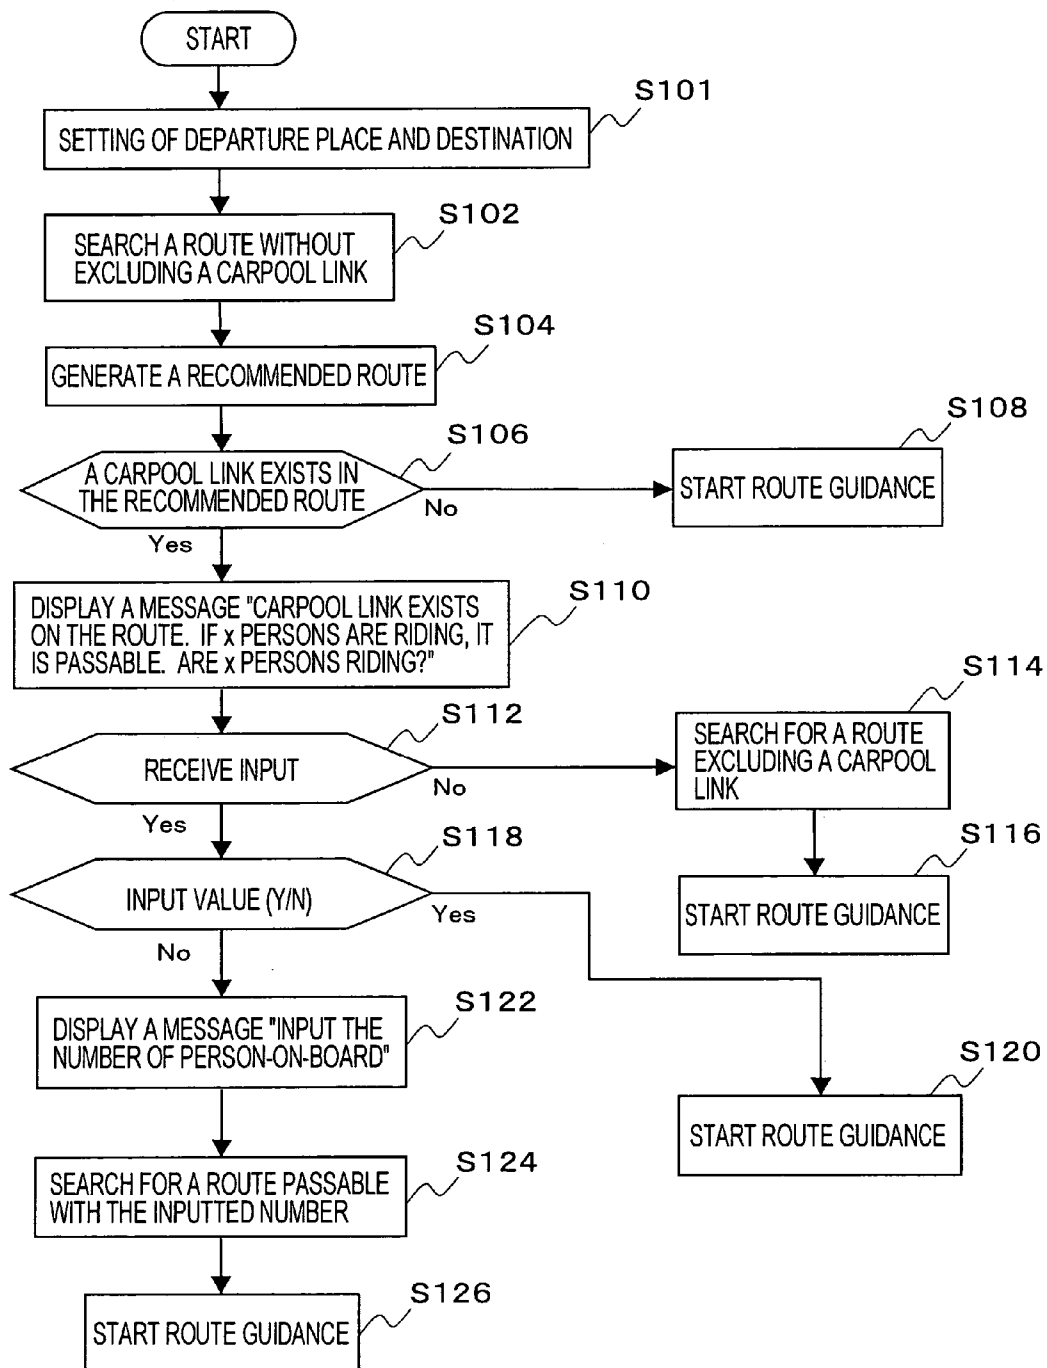 START
S101
SETTING OF DEPARTURE PLACE AND DESTINATION
S102
SEARCH A ROUTE WITHOUT
EXCLUDING A CARPOOL LINK
S104
GENERATE A RECOMMENDED ROUTE
S106
A CARPOOL LINK EXISTS IN
THE RECOMMENDED ROUTE
No
Yes
S108
START ROUTE GUIDANCE
S110
DISPLAY A MESSAGE "CARPOOL LINK EXISTS
ON THE ROUTE. IF x PERSONS ARE RIDING, IT
IS PASSABLE. ARE x PERSONS RIDING?"
S112
RECEIVE INPUT
No
Yes
S114
SEARCH FOR A ROUTE
EXCLUDING A CARPOOL
LINK
S116
START ROUTE GUIDANCE
S118
INPUT VALUE (Y/N)
Yes
No
S120
START ROUTE GUIDANCE
S122
DISPLAY A MESSAGE "INPUT THE
NUMBER OF PERSON-ON-BOARD"
S124
SEARCH FOR A ROUTE PASSABLE
WITH THE INPUTTED NUMBER
S126
START ROUTE GUIDANCE